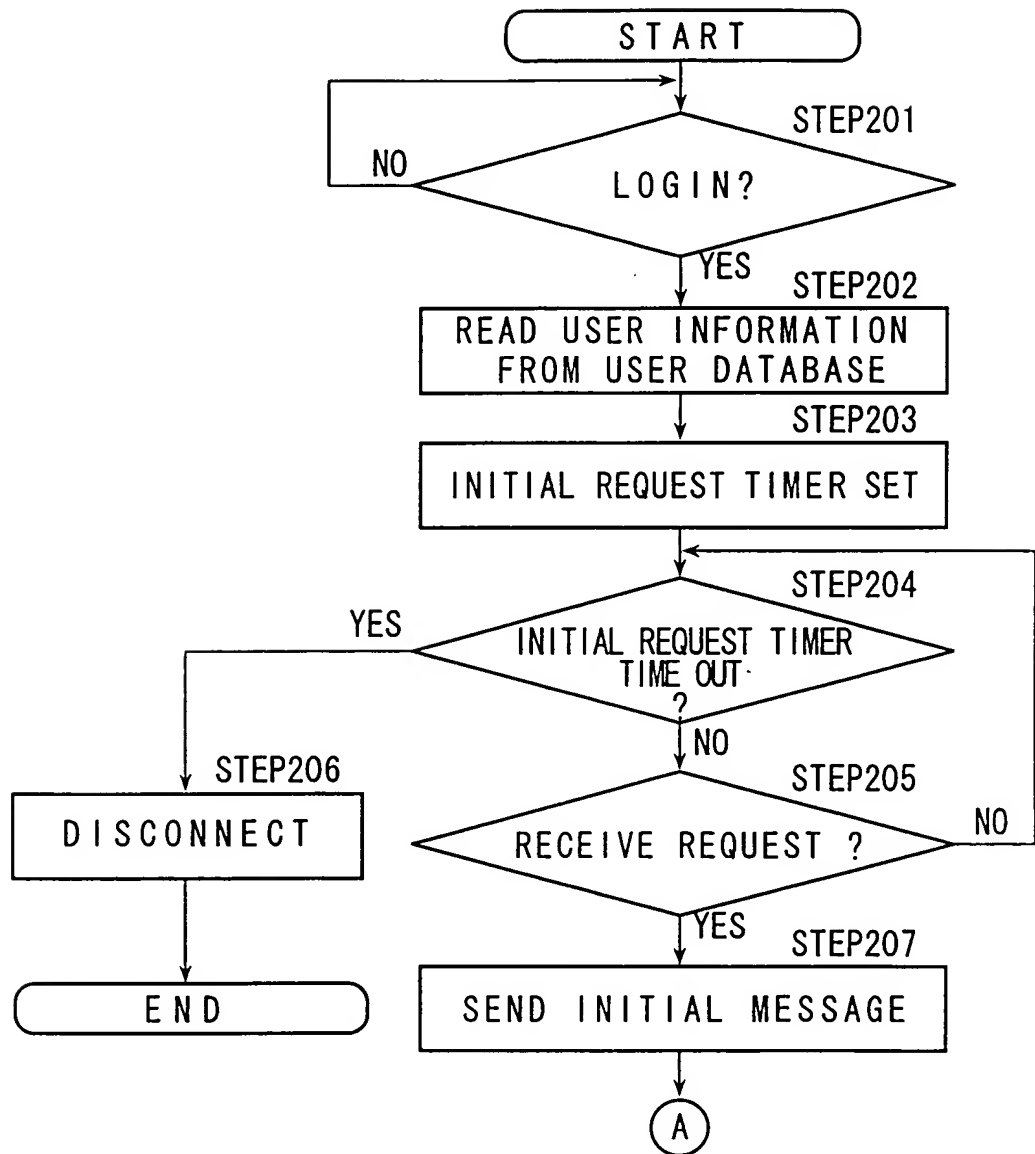 START
STEP201
NO
LOGIN?
YES
STEP202
READ USER INFORMATION
FROM USER DATABASE
STEP203
INITIAL REQUEST TIMER SET
STEP204
YES
INITIAL REQUEST TIMER
TIME OUT
?
NO
STEP206
DISCONNECT
STEP205
RECEIVE REQUEST ?
NO
YES
STEP207
END
SEND INITIAL MESSAGE
A